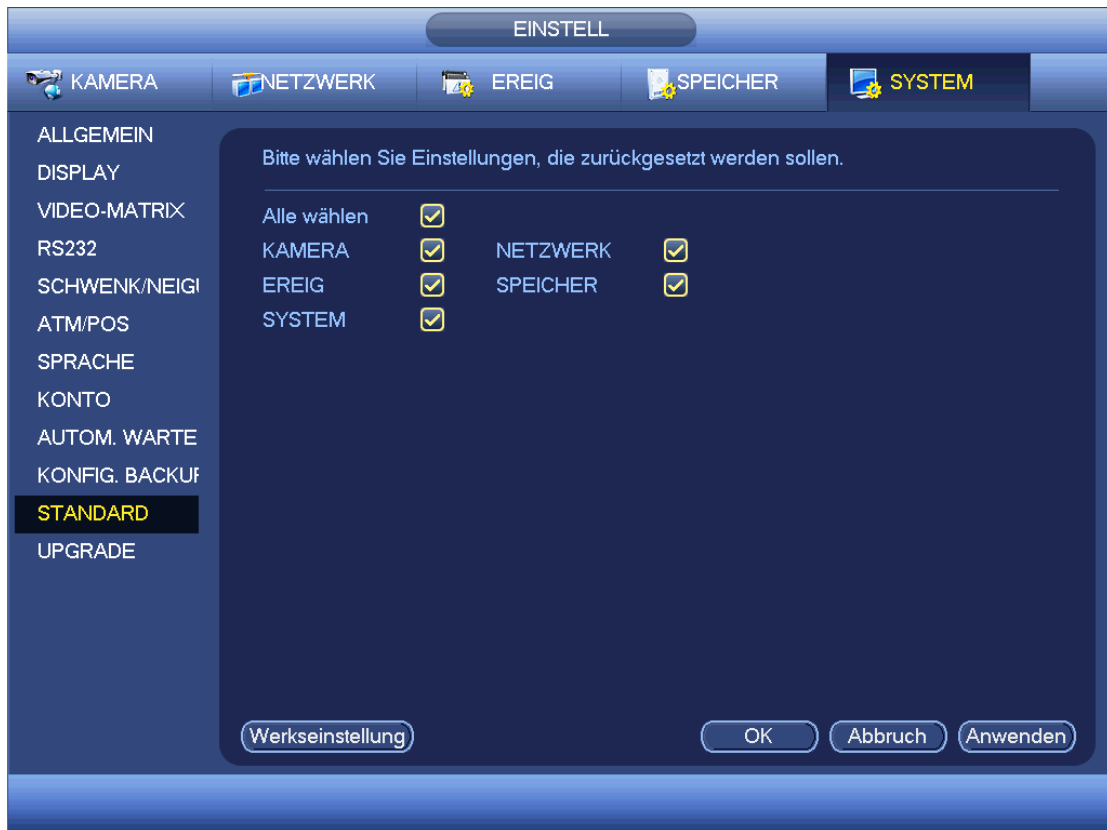 EINSTELL
KAMERA NETZWERK EREIG SPEICHER SYSTEM
ALLGEMEIN
DISPLAY
VIDEO-MATRIX
RS232
SCHWENK/NEIGU
ATM/POS
SPRACHE
KONTO
AUTOM. WARTE
KONFIG. BACKUP
STANDARD
UPGRADE
Bitte wählen Sie Einstellungen, die zurückgesetzt werden sollen.
Alle wählen
KAMERA NETZWERK
EREIG SPEICHER
SYSTEM
Werkseinstellung OK Abbruch Anwenden